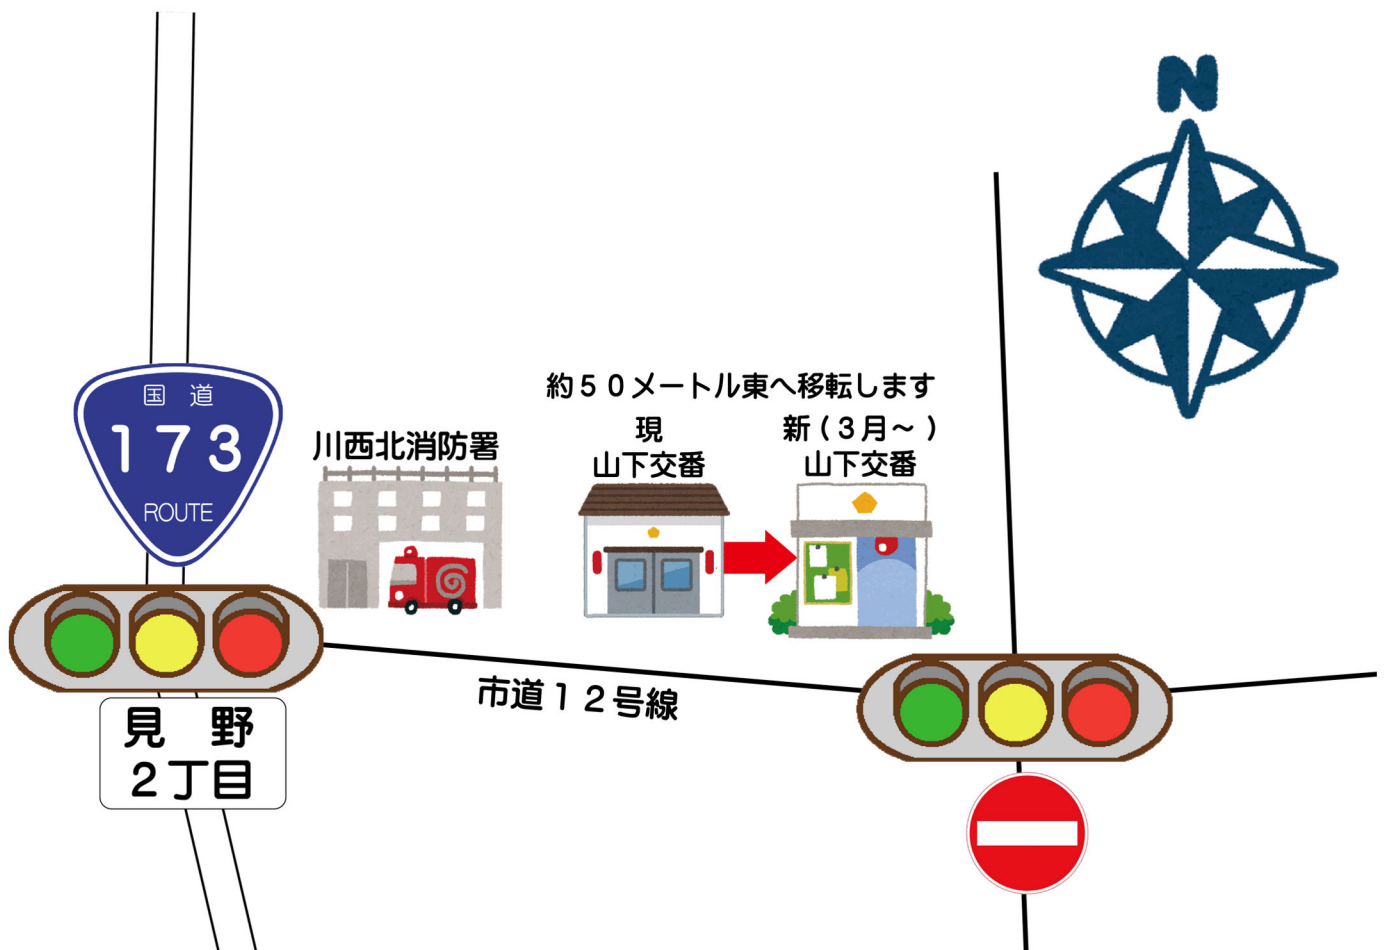 N
約50メートル東へ移転します
現
山下交番
新(3月~)
山下交番
川西北消防署
国道
173
ROUTE
市道12号線
見野
2丁目